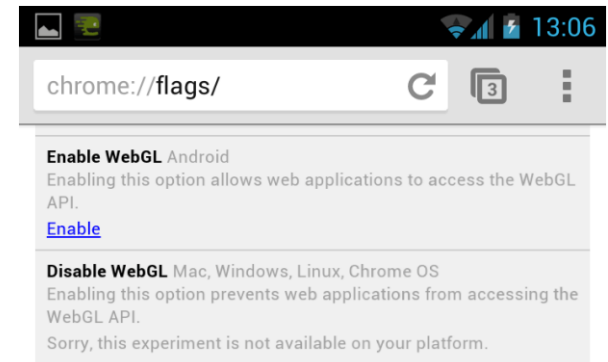 13:06
chrome://flags/
3
Enable WebGL Android
Enabling this option allows web applications to access the WebGL
API.
Enable
Disable WebGL Mac, Windows, Linux, Chrome OS
Enabling this option prevents web applications from accessing the
WebGL API.
Sorry, this experiment is not available on your platform.